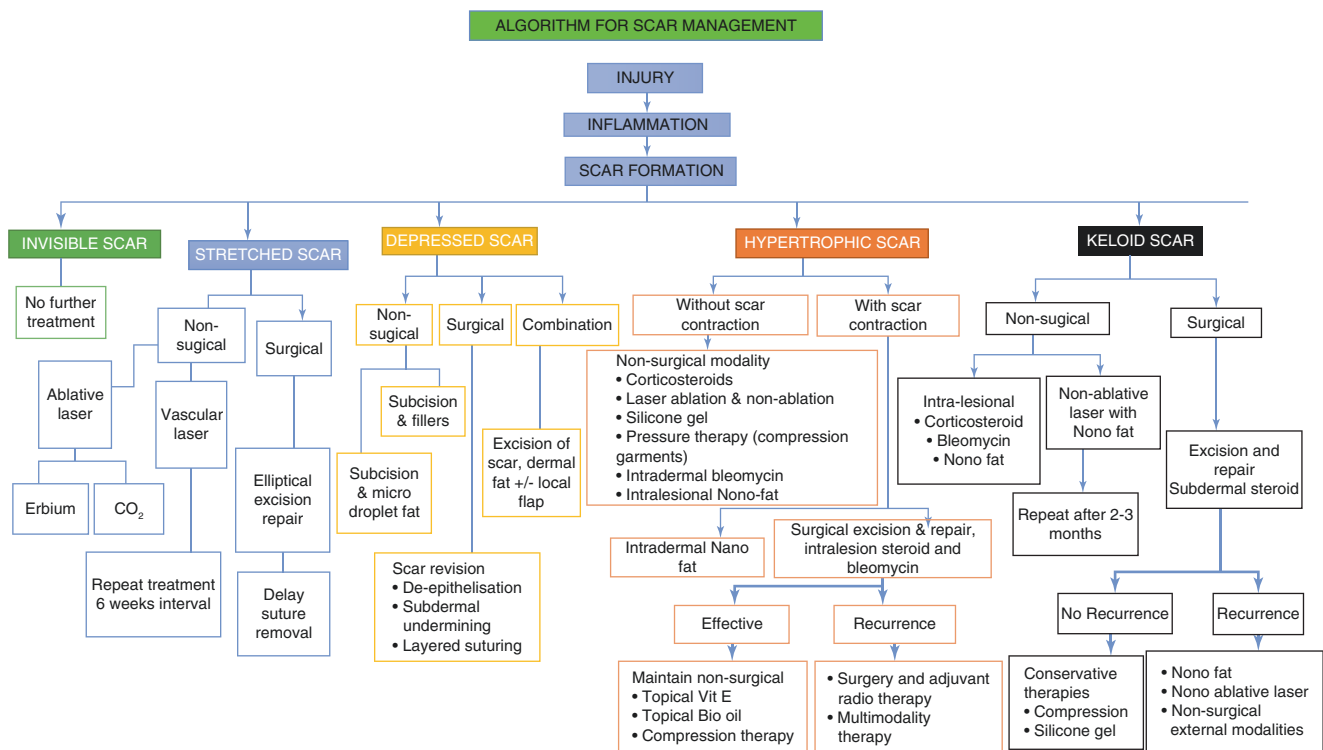 ALGORITHM FOR SCAR MANAGEMENT
INJURY
INFLAMMATION
SCAR FORMATION
INVISIBLE SCAR
No further
treatment
STRETCHED SCAR
Non-
sugical
Surgical
Ablative
laser
Vascular
laser
Erbium
CO₂
Elliptical
excision
repair
Repeat treatment
6 weeks interval
Delay
suture
removal
DEPRESSED SCAR
Non-
sugical
Surgical
Combination
Subcision
& fillers
Subcision
& micro
droplet fat
Excision of
scar, dermal
fat +/- local
flap
Scar revision
• De-epithelisation
• Subdermal
undermining
• Layered suturing
HYPERTROPHIC SCAR
Without scar
contraction
With scar
contraction
Non-surgical modality
• Corticosteroids
• Laser ablation & non-ablation
• Silicone gel
• Pressure therapy (compression
garments)
• Intradermal bleomycin
• Intralesional Nono-fat
Intradermal Nano
fat
Surgical excision & repair,
intralesion steroid and
bleomycin
Effective
Recurrence
Maintain non-surgical
• Topical Vit E
• Topical Bio oil
• Compression therapy
• Surgery and adjuvant
radio therapy
• Multimodality
therapy
KELOID SCAR
Non-sugical
Surgical
Intra-lesional
• Corticosteroid
• Bleomycin
• Nono fat
Non-ablative
laser with
Nono fat
Repeat after 2-3
months
Excision and
repair
Subdermal steroid
No Recurrence
Recurrence
Conservative
therapies
• Compression
• Silicone gel
• Nono fat
• Nono ablative laser
• Non-surgical
external modalities